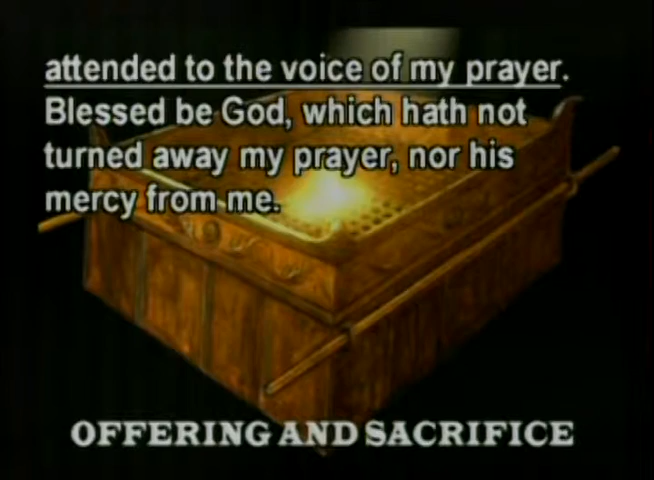 attended to the voice of my prayer.
Blessed be God, which hath not
turned away my prayer, nor his
mercy from me.
OFFERING AND SACRIFICE